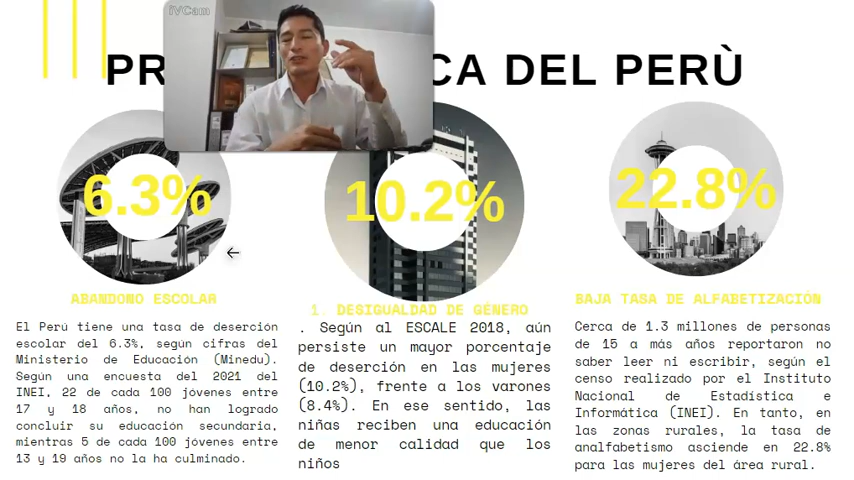 iVCam
PR CA DEL PERÙ
6.3%
10.2%
22.8%
ABANDONO ESCOLAR
El Perú tiene una tasa de deserción
escolar del 6.3%, según cifras del
Ministerio de Educación (Minedu).
Según una encuesta del 2021 del
INEI, 22 de cada 100 jóvenes entre
17 y 18 años, no han logrado
concluir su educación secundaria,
mientras 5 de cada 100 jóvenes entre
13 y 19 años no la ha culminado.
1. DESIGUALDAD DE GÉNERO
. Según al ESCALE 2018, aún
persiste un mayor porcentaje
de deserción en las mujeres
(10.2%), frente a los varones
(8.4%). En ese sentido, las
niñas reciben una educación
de menor calidad que los
niños
BAJA TASA DE ALFABETIZACIÓN
Cerca de 1.3 millones de personas
de 15 a más años reportaron no
saber leer ni escribir, según el
censo realizado por el Instituto
Nacional de Estadística e
Informática (INEI). En tanto, en
las zonas rurales, la tasa de
analfabetismo asciende en 22.8%
para las mujeres del área rural.